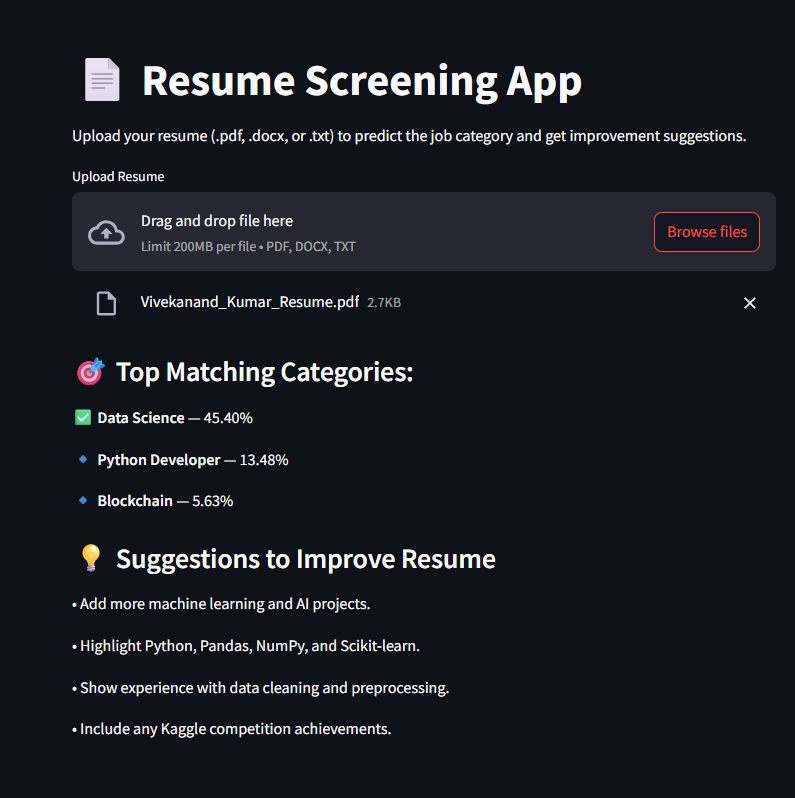 Resume Screening App
Upload your resume (.pdf, .docx, or .txt) to predict the job category and get improvement suggestions.
Upload Resume
Drag and drop file here
Limit 200MB per file • PDF, DOCX, TXT
Browse files
Vivekanand_Kumar_Resume.pdf 2.7KB
Top Matching Categories:
Data Science — 45.40%
Python Developer — 13.48%
Blockchain — 5.63%
Suggestions to Improve Resume
• Add more machine learning and AI projects.
• Highlight Python, Pandas, NumPy, and Scikit-learn.
• Show experience with data cleaning and preprocessing.
• Include any Kaggle competition achievements.